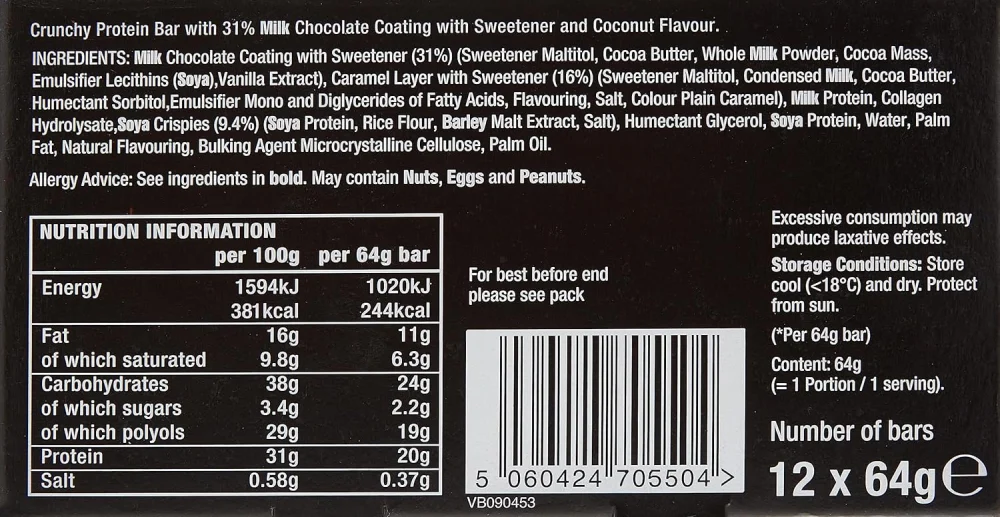 Crunchy Protein Bar with 31% Milk Chocolate Coating with Sweetener and Coconut Flavour.
INGREDIENTS: Milk Chocolate Coating with Sweetener (31%) (Sweetener Maltitol, Cocoa Butter, Whole Milk Powder, Cocoa Mass,
Emulsifier Lecithins (Soya),Vanilla Extract), Caramel Layer with Sweetener (16%) (Sweetener Maltitol, Condensed Milk, Cocoa Butter,
Humectant Sorbitol,Emulsifier Mono and Diglycerides of Fatty Acids, Flavouring, Salt, Colour Plain Caramel), Milk Protein, Collagen
Hydrolysate,Soya Crispies (9.4%) (Soya Protein, Rice Flour, Barley Malt Extract, Salt), Humectant Glycerol, Soya Protein, Water, Palm
Fat, Natural Flavouring, Bulking Agent Microcrystalline Cellulose, Palm Oil.
Allergy Advice: See ingredients in bold. May contain Nuts, Eggs and Peanuts.
NUTRITION INFORMATION
per 100g per 64g bar
Energy 1594kJ 1020kJ
381kcal 244kcal
Fat 16g 11g
of which saturated 9.8g 6.3g
Carbohydrates 38g 24g
of which sugars 3.4g 2.2g
of which polyols 29g 19g
Protein 31g 20g
Salt 0.58g 0.37g
For best before end
please see pack
5 060424 705504 >
VB090453
Excessive consumption may
produce laxative effects.
Storage Conditions: Store
cool (<18°C) and dry. Protect
from sun.
(*Per 64g bar)
Content: 64g
(= 1 Portion / 1 serving).
Number of bars
12 x 64g℮